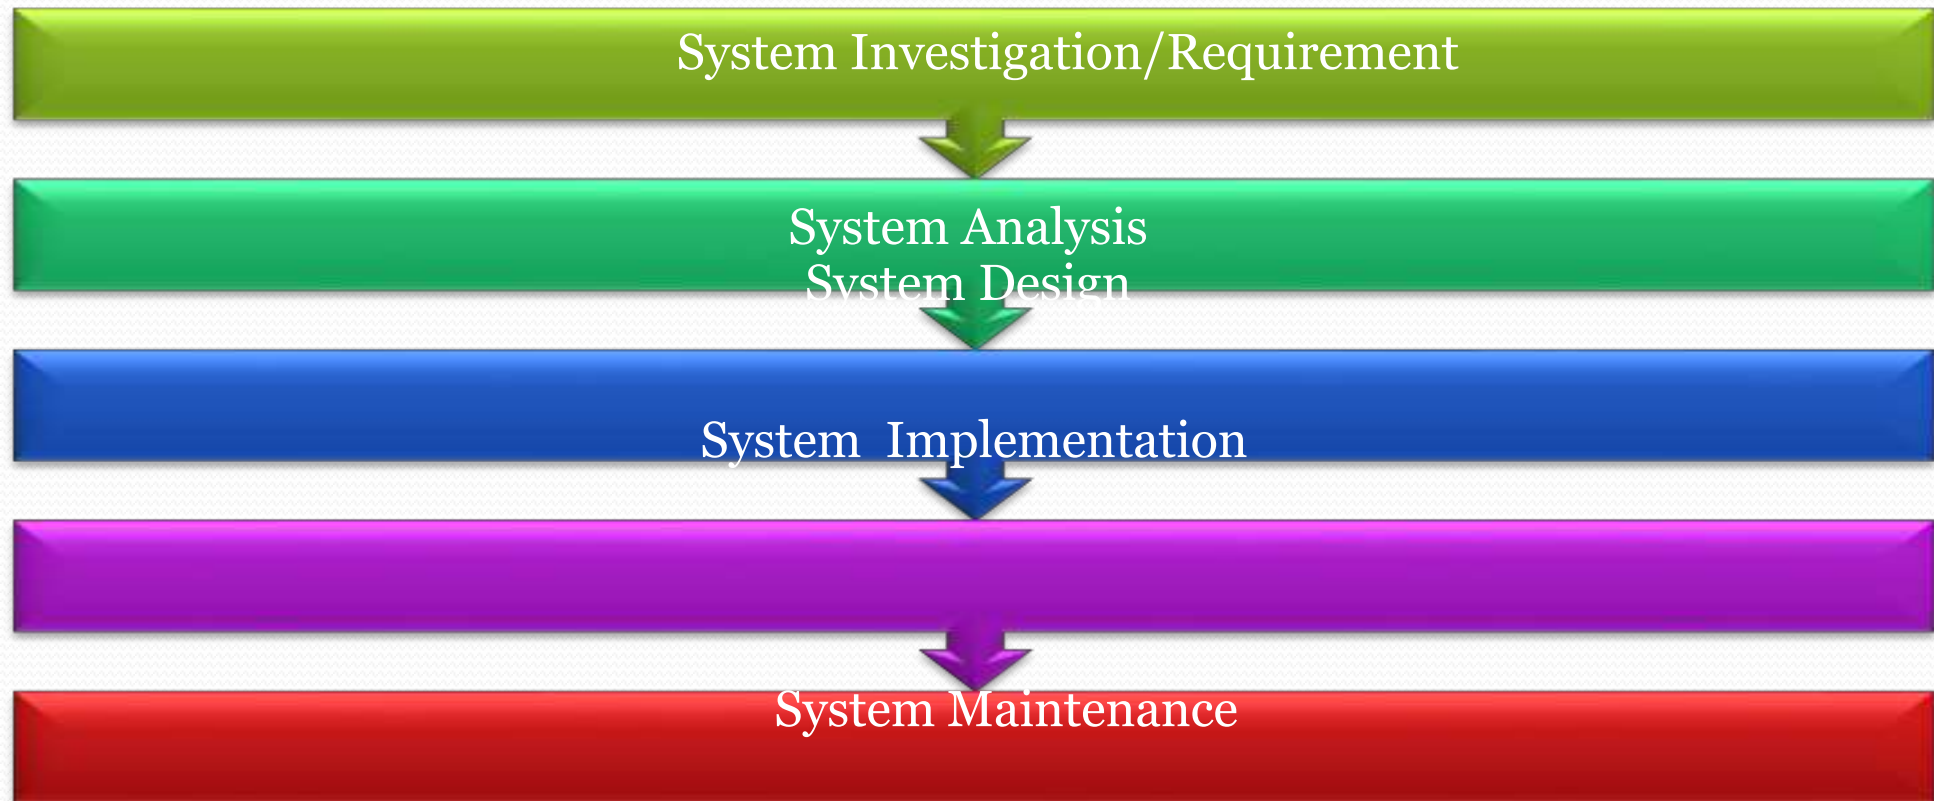 System Investigation/Requirement
System Analysis
System Design
System  Implementation
System Maintenance